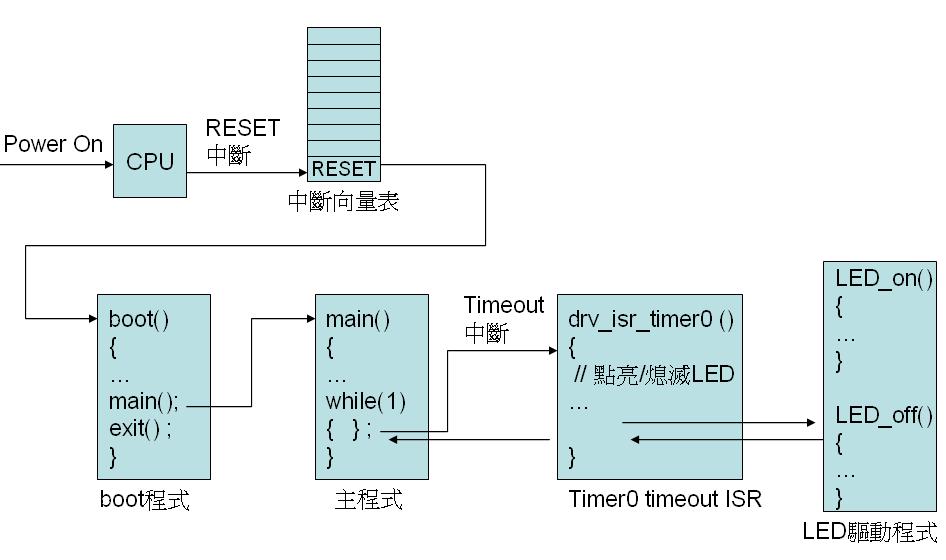 Power On
CPU
RESET
中斷
RESET
中斷向量表
boot()
{
...
main();
exit() ;
}
boot程式
main()
{
...
while(1)
{ } ;
}
主程式
Timeout
中斷
drv_isr_timer0 ()
{
// 點亮/熄滅LED
...
}
Timer0 timeout ISR
LED_on()
{
...
}
LED_off()
{
...
}
LED驅動程式